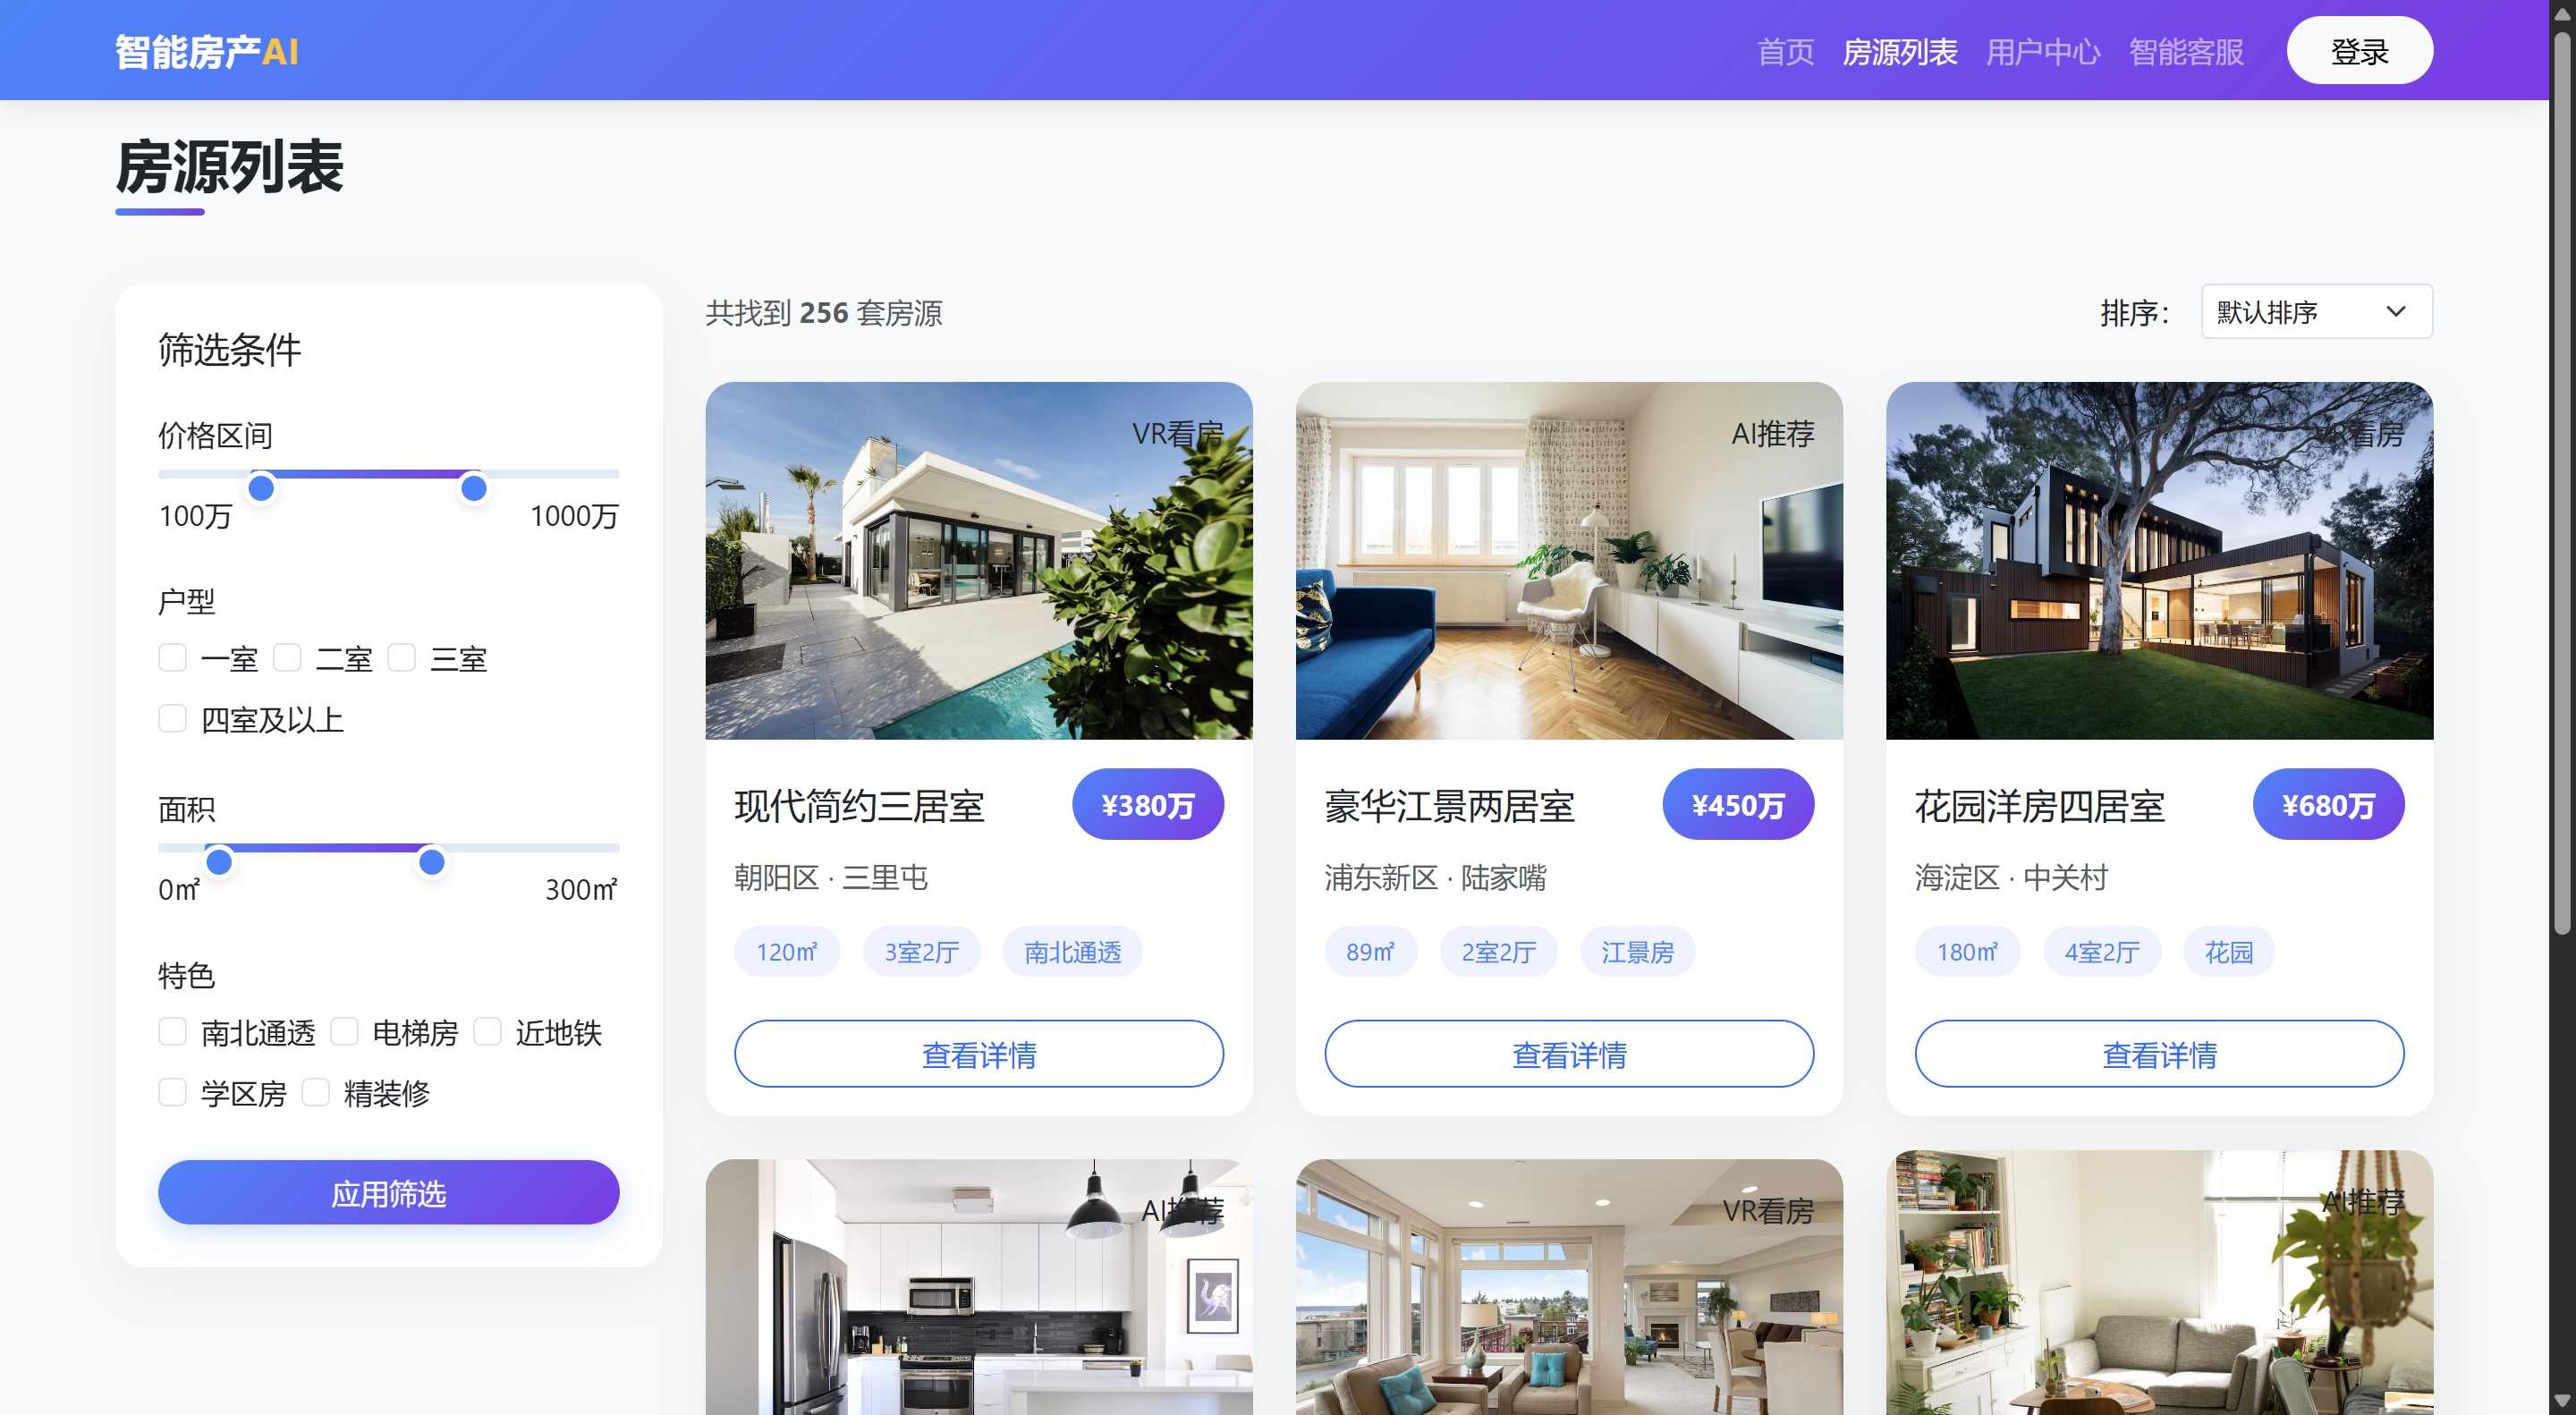 智能房产AI
首页 房源列表 用户中心 智能客服 登录
房源列表
筛选条件
价格区间
100万 1000万
户型
一室 二室 三室
四室及以上
面积
0㎡ 300㎡
特色
南北通透 电梯房 近地铁
学区房 精装修
应用筛选
共找到 256 套房源
排序： 默认排序
VR看房
现代简约三居室 ¥380万
朝阳区 · 三里屯
120㎡ 3室2厅 南北通透
查看详情
AI推荐
豪华江景两居室 ¥450万
浦东新区 · 陆家嘴
89㎡ 2室2厅 江景房
查看详情
VR看房
花园洋房四居室 ¥680万
海淀区 · 中关村
180㎡ 4室2厅 花园
查看详情
AI推荐
VR看房
AI推荐